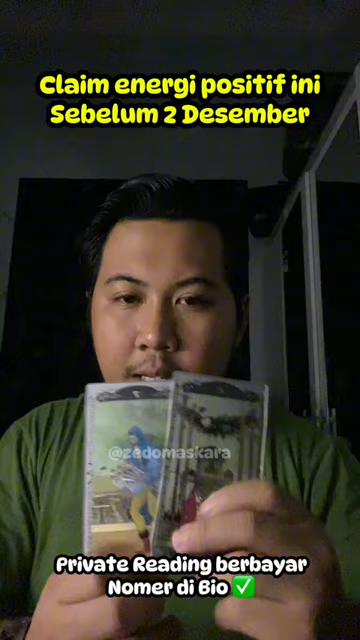 Claim energi positif ini
Sebelum 2 Desember
@zedomaskara
Private Reading berbayar
Nomer di Bio ✅